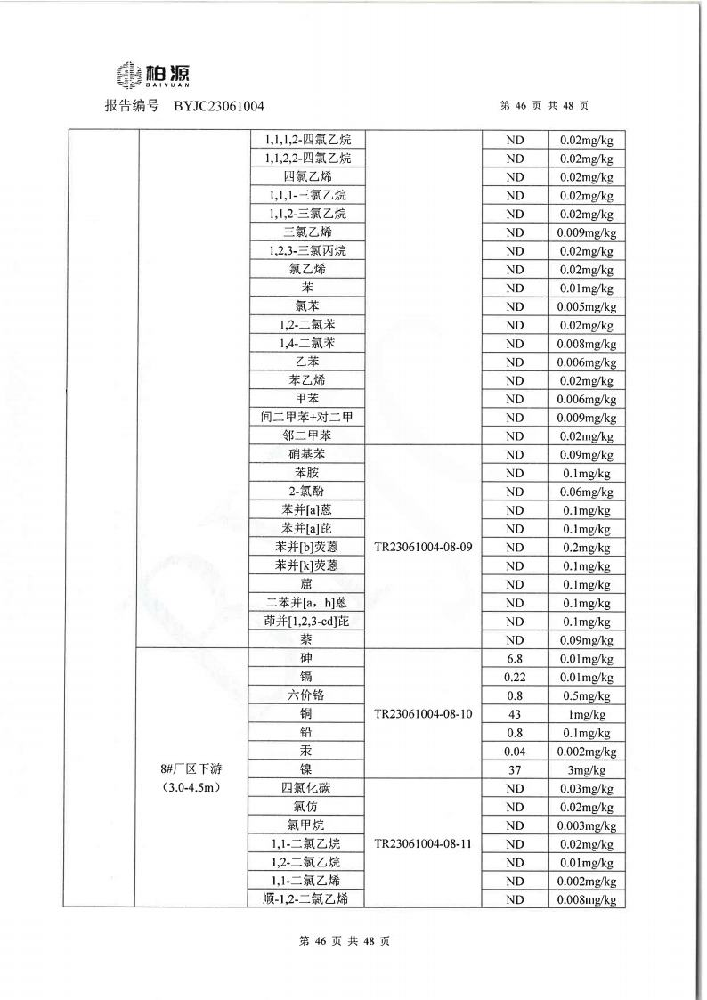 柏源
BAIYUAN
报告编号 BYJC23061004 第 46 页 共 48 页
1,1,1,2-四氯乙烷 ND 0.02mg/kg
1,1,2,2-四氯乙烷 ND 0.02mg/kg
四氯乙烯 ND 0.02mg/kg
1,1,1-三氯乙烷 ND 0.02mg/kg
1,1,2-三氯乙烷 ND 0.02mg/kg
三氯乙烯 ND 0.009mg/kg
1,2,3-三氯丙烷 ND 0.02mg/kg
氯乙烯 ND 0.02mg/kg
苯 ND 0.01mg/kg
氯苯 ND 0.005mg/kg
1,2-二氯苯 ND 0.02mg/kg
1,4-二氯苯 ND 0.008mg/kg
乙苯 ND 0.006mg/kg
苯乙烯 ND 0.02mg/kg
甲苯 ND 0.006mg/kg
间二甲苯+对二甲 ND 0.009mg/kg
邻二甲苯 ND 0.02mg/kg
硝基苯 ND 0.09mg/kg
苯胺 ND 0.1mg/kg
2-氯酚 ND 0.06mg/kg
苯并[a]蒽 ND 0.1mg/kg
苯并[a]芘 ND 0.1mg/kg
苯并[b]荧蒽 TR23061004-08-09 ND 0.2mg/kg
苯并[k]荧蒽 ND 0.1mg/kg
䓛 ND 0.1mg/kg
二苯并[a，h]蒽 ND 0.1mg/kg
茚并[1,2,3-cd]芘 ND 0.1mg/kg
萘 ND 0.09mg/kg
砷 6.8 0.01mg/kg
镉 0.22 0.01mg/kg
六价铬 0.8 0.5mg/kg
铜 TR23061004-08-10 43 1mg/kg
铅 0.8 0.1mg/kg
汞 0.04 0.002mg/kg
8#厂区下游 镍 37 3mg/kg
（3.0-4.5m） 四氯化碳 ND 0.03mg/kg
氯仿 ND 0.02mg/kg
氯甲烷 ND 0.003mg/kg
1,1-二氯乙烷 TR23061004-08-11 ND 0.02mg/kg
1,2-二氯乙烷 ND 0.01mg/kg
1,1-二氯乙烯 ND 0.002mg/kg
顺-1,2-二氯乙烯 ND 0.008mg/kg
第 46 页 共 48 页